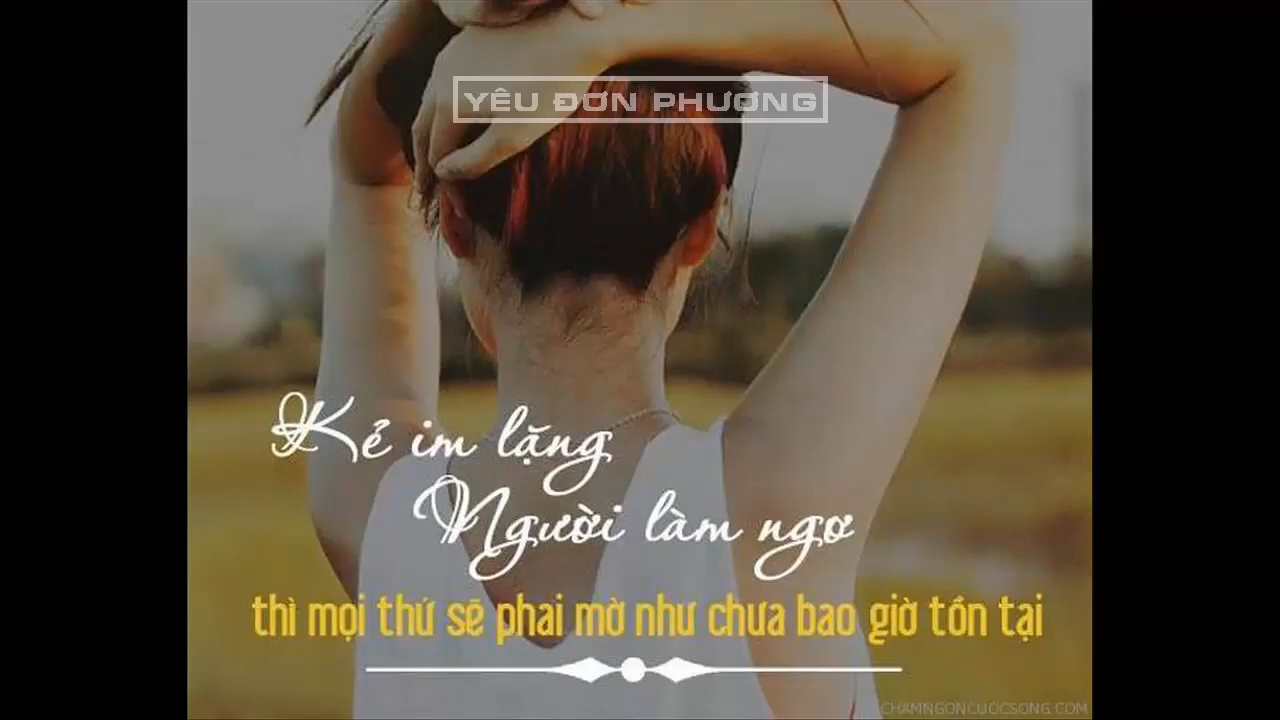 YÊU ĐƠN PHƯƠNG
Kẻ im lặng
Người làm ngơ
thì mọi thứ sẽ phai mờ như chưa bao giờ tồn tại
CHAMNGONCUOCSONG.COM